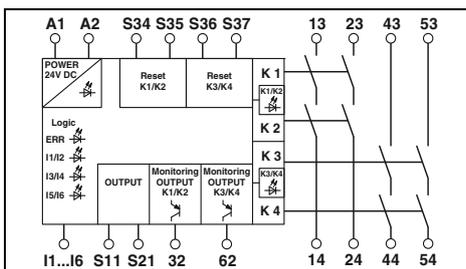 A1 A2 S34 S35 S36 S37 13 23 43 53
POWER
24V DC
Reset
K1/K2
Reset
K3/K4
K 1
K1/K2
K 2
Logic
ERR
I1/I2
I3/I4
I5/I6
OUTPUT
Monitoring
OUTPUT
K1/K2
Monitoring
OUTPUT
K3/K4
K 3
K3/K4
K 4
I1...I6 S11 S21 32 62 14 24 44 54